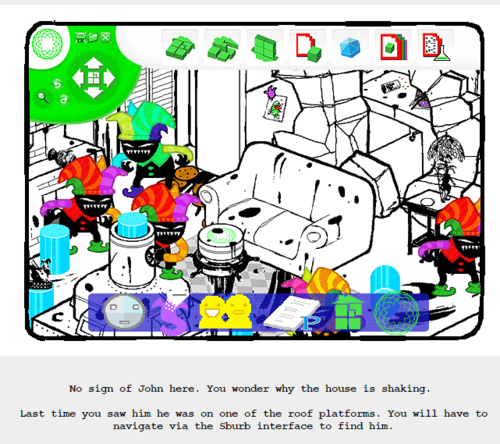 No sign of John here. You wonder why the house is shaking.
Last time you saw him he was on one of the roof platforms. You will have to
navigate via the Sburb interface to find him.